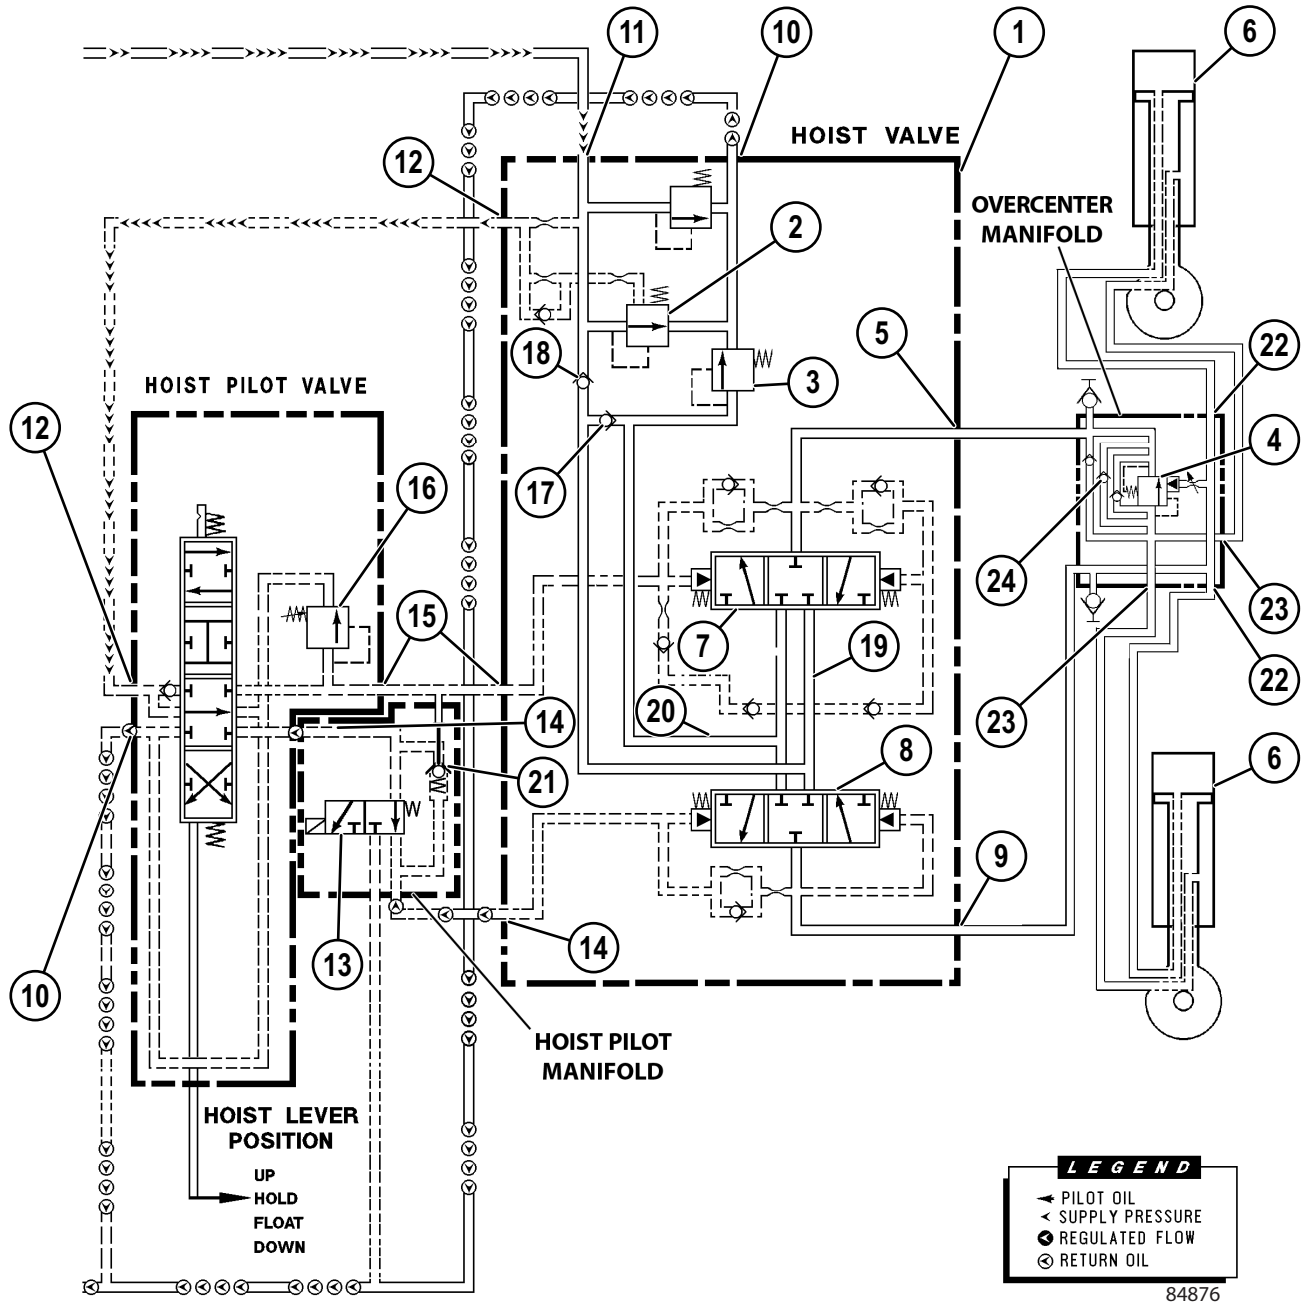 11
10
1
6
HOIST VALVE
12
OVERCENTER
MANIFOLD
2
5
18
3
22
HOIST PILOT VALVE
12
4
16
17
24
23
15
7
19
22
20
14
23
8
21
6
9
13
14
10
HOIST PILOT
MANIFOLD
HOIST LEVER
POSITION
UP
HOLD
FLOAT
DOWN
LEGEND
PILOT OIL
SUPPLY PRESSURE
REGULATED FLOW
RETURN OIL
84876